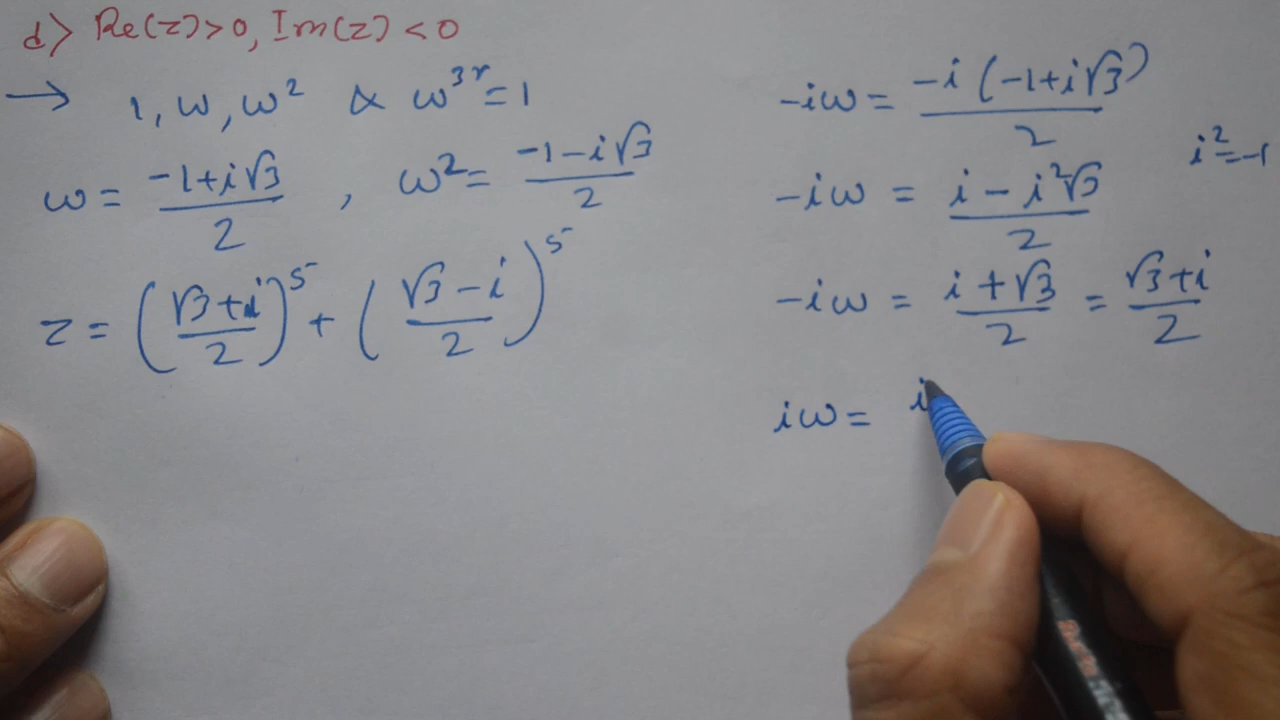 d> Re(z)>0, Im(z) <0
→ 1, ω, ω² & ω³ʳ=1
ω = (-1+i√3)/2 , ω² = (-1-i√3)/2
z = ((√3+i)/2)⁵ + ((√3-i)/2)⁵
-iω = -i(-1+i√3)/2
i²=-1
-iω = (i-i²√3)/2
-iω = (i+√3)/2 = (√3+i)/2
iω = i